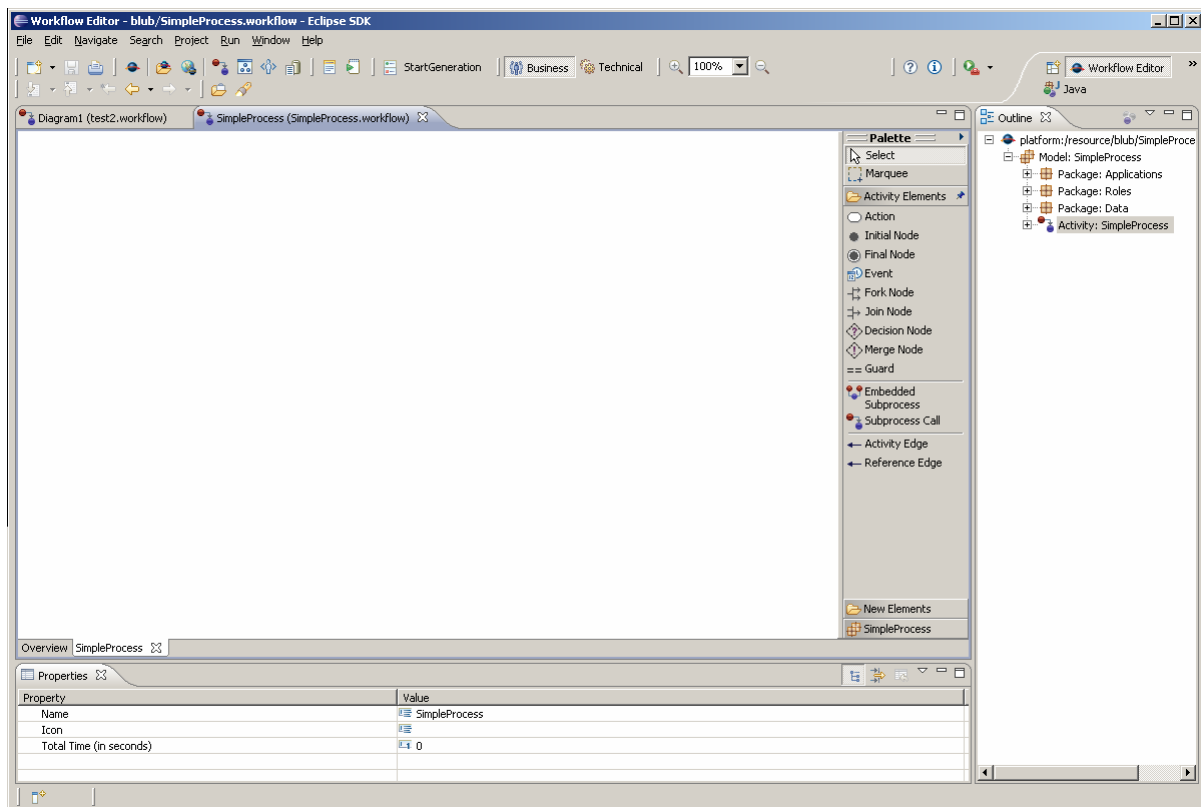 Workflow Editor - blub/SimpleProcess.workflow - Eclipse SDK
File Edit Navigate Search Project Run Window Help
StartGeneration Business Technical 100% Workflow Editor »
Java
Diagram1 (test2.workflow) SimpleProcess (SimpleProcess.workflow)
Palette
Select
Marquee
Activity Elements
Action
Initial Node
Final Node
Event
Fork Node
Join Node
Decision Node
Merge Node
== Guard
Embedded
Subprocess
Subprocess Call
Activity Edge
Reference Edge
New Elements
SimpleProcess
Outline
platform:/resource/blub/SimpleProce
Model: SimpleProcess
Package: Applications
Package: Roles
Package: Data
Activity: SimpleProcess
Overview SimpleProcess
Properties
Property Value
Name SimpleProcess
Icon
Total Time (in seconds) 0